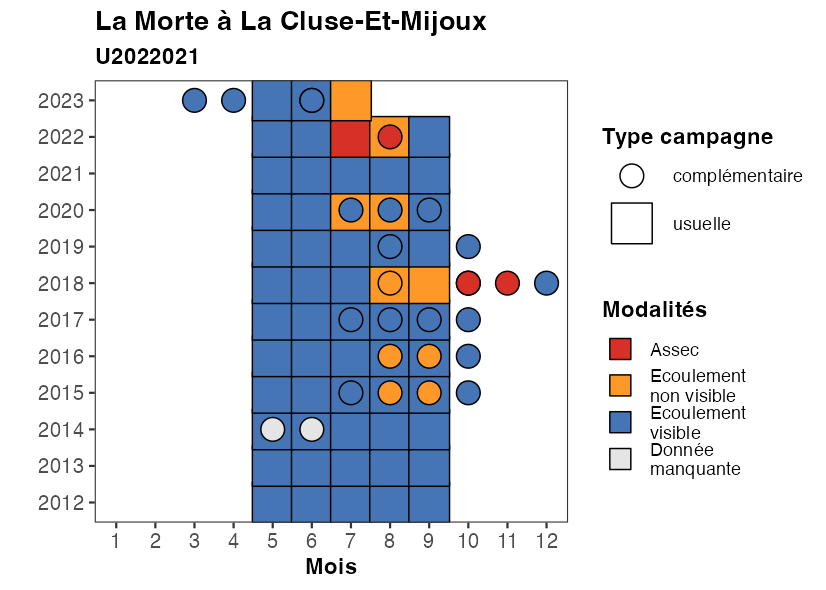 La Morte à La Cluse-Et-Mijoux
U2022021
2023
2022
2021
2020
2019
2018
2017
2016
2015
2014
2013
2012
1 2 3 4 5 6 7 8 9 10 11 12
Mois
Type campagne
complémentaire
usuelle
Modalités
Assec
Ecoulement
non visible
Ecoulement
visible
Donnée
manquante